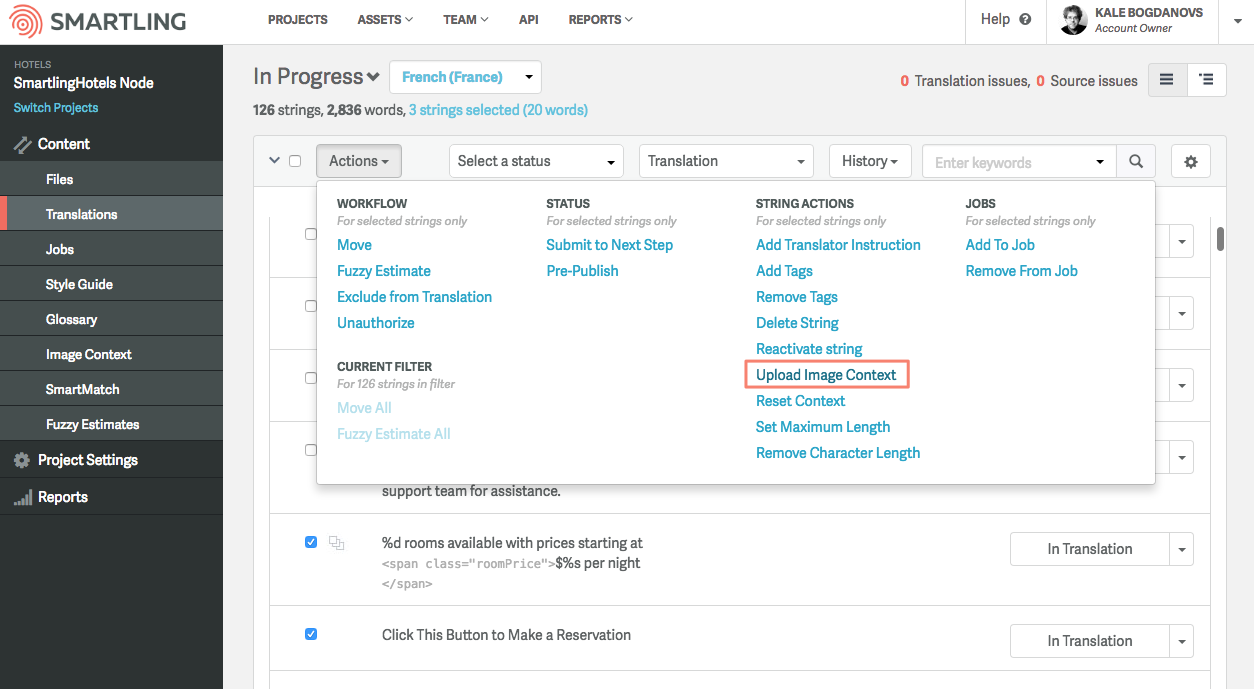 SMARTLING
PROJECTS ASSETS TEAM API REPORTS
Help ?
KALE BOGDANOVS
Account Owner
HOTELS
SmartlingHotels Node
Switch Projects
Content
Files
Translations
Jobs
Style Guide
Glossary
Image Context
SmartMatch
Fuzzy Estimates
Project Settings
Reports
In Progress French (France)
0 Translation issues, 0 Source issues
126 strings, 2,836 words, 3 strings selected (20 words)
Actions Select a status Translation History Enter keywords
WORKFLOW
For selected strings only
Move
Fuzzy Estimate
Exclude from Translation
Unauthorize
CURRENT FILTER
For 126 strings in filter
Move All
Fuzzy Estimate All
STATUS
For selected strings only
Submit to Next Step
Pre-Publish
STRING ACTIONS
For selected strings only
Add Translator Instruction
Add Tags
Remove Tags
Delete String
Reactivate string
Upload Image Context
Reset Context
Set Maximum Length
Remove Character Length
JOBS
For selected strings only
Add To Job
Remove From Job
support team for assistance.
%d rooms available with prices starting at
<span class="roomPrice">$%s per night
</span>
In Translation
Click This Button to Make a Reservation
In Translation